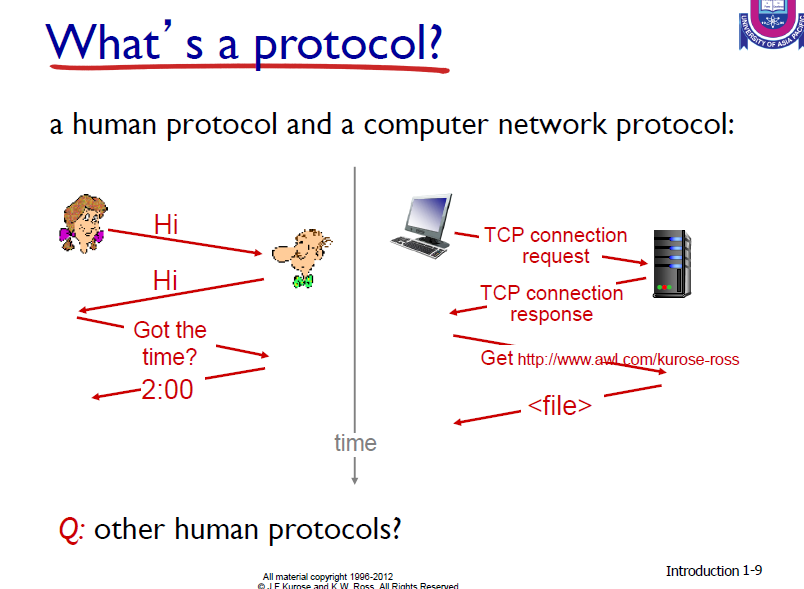 What's a protocol?
UNIVERSITY OF ASIA PACIFIC
a human protocol and a computer network protocol:
Hi
Hi
Got the
time?
2:00
TCP connection
request
TCP connection
response
Get http://www.awl.com/kurose-ross
<file>
time
Q: other human protocols?
All material copyright 1996-2012
© J.F Kurose and K.W. Ross, All Rights Reserved
Introduction 1-9